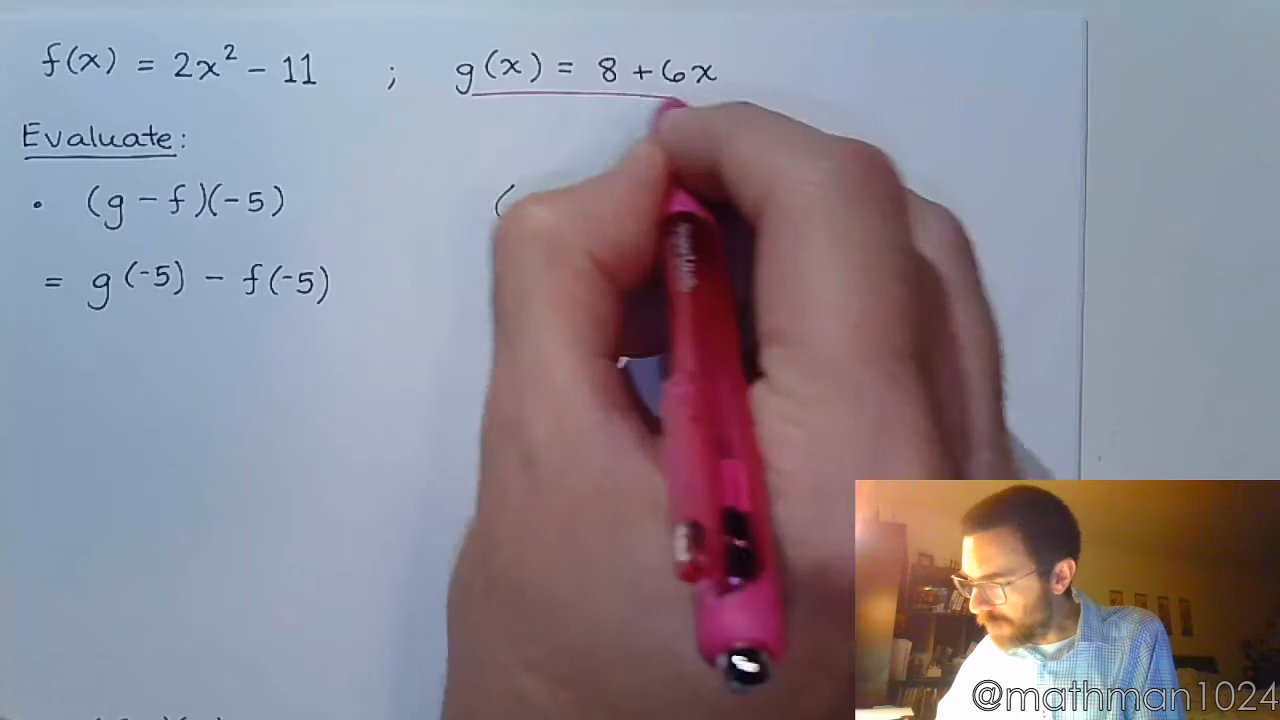 f(x) = 2x² - 11 ; g(x) = 8 + 6x
Evaluate:
• (g - f)(-5) (
= g(-5) - f(-5)
@mathman1024